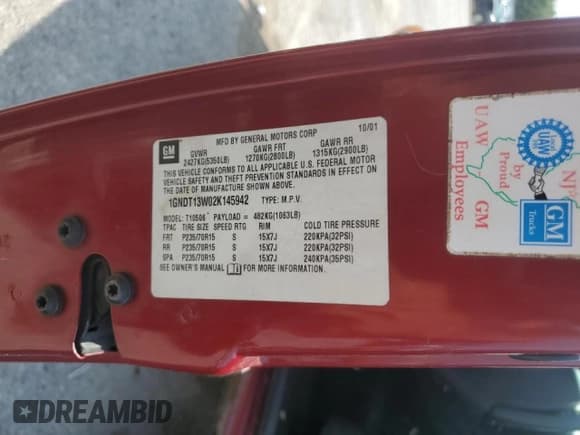 MFD BY GENERAL MOTORS CORP 10/01
GM
GVWR GAWR FRT GAWR RR
2427KG(5350LB) 1270KG(2800LB) 1315KG(2900LB)
THIS VEHICLE CONFORMS TO ALL APPLICABLE U.S. FEDERAL MOTOR
VEHICLE SAFETY AND THEFT PREVENTION STANDARDS IN EFFECT ON
THE DATE OF MANUFACTURE SHOWN ABOVE.
1GNDT13W02K145942 TYPE: M.P.V.
MODEL: T10506 PAYLOAD = 482KG(1063LB)
TPAC TIRE SIZE SPEED RTG RIM COLD TIRE PRESSURE
FRT P235/70R15 S 15X7J 220KPA(32PSI)
RR P235/70R15 S 15X7J 220KPA(32PSI)
SPA P235/70R15 S 15X7J 240KPA(35PSI)
SEE OWNER'S MANUAL FOR MORE INFORMATION.
UAW
by
Proud
of
GM
Employees
UAW
NJ
GM
Trucks
DREAMBID